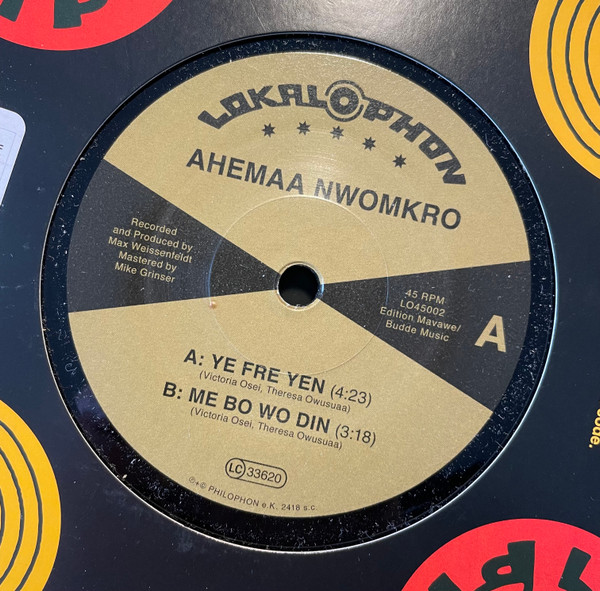 LOKALOPHON
AHEMAA NWOMKRO
Recorded
and Produced by
Max Weissenfeldt
Mastered by
Mike Grinser
45 RPM
LO45002
Edition Mavawe/
Budde Music
A
A: YE FRE YEN (4:23)
(Victoria Osei, Theresa Owusuaa)
B: ME BO WO DIN (3:18)
(Victoria Osei, Theresa Owusuaa)
LC 33620
℗+© PHILOPHON e.K. 2418 s.c.
ode.